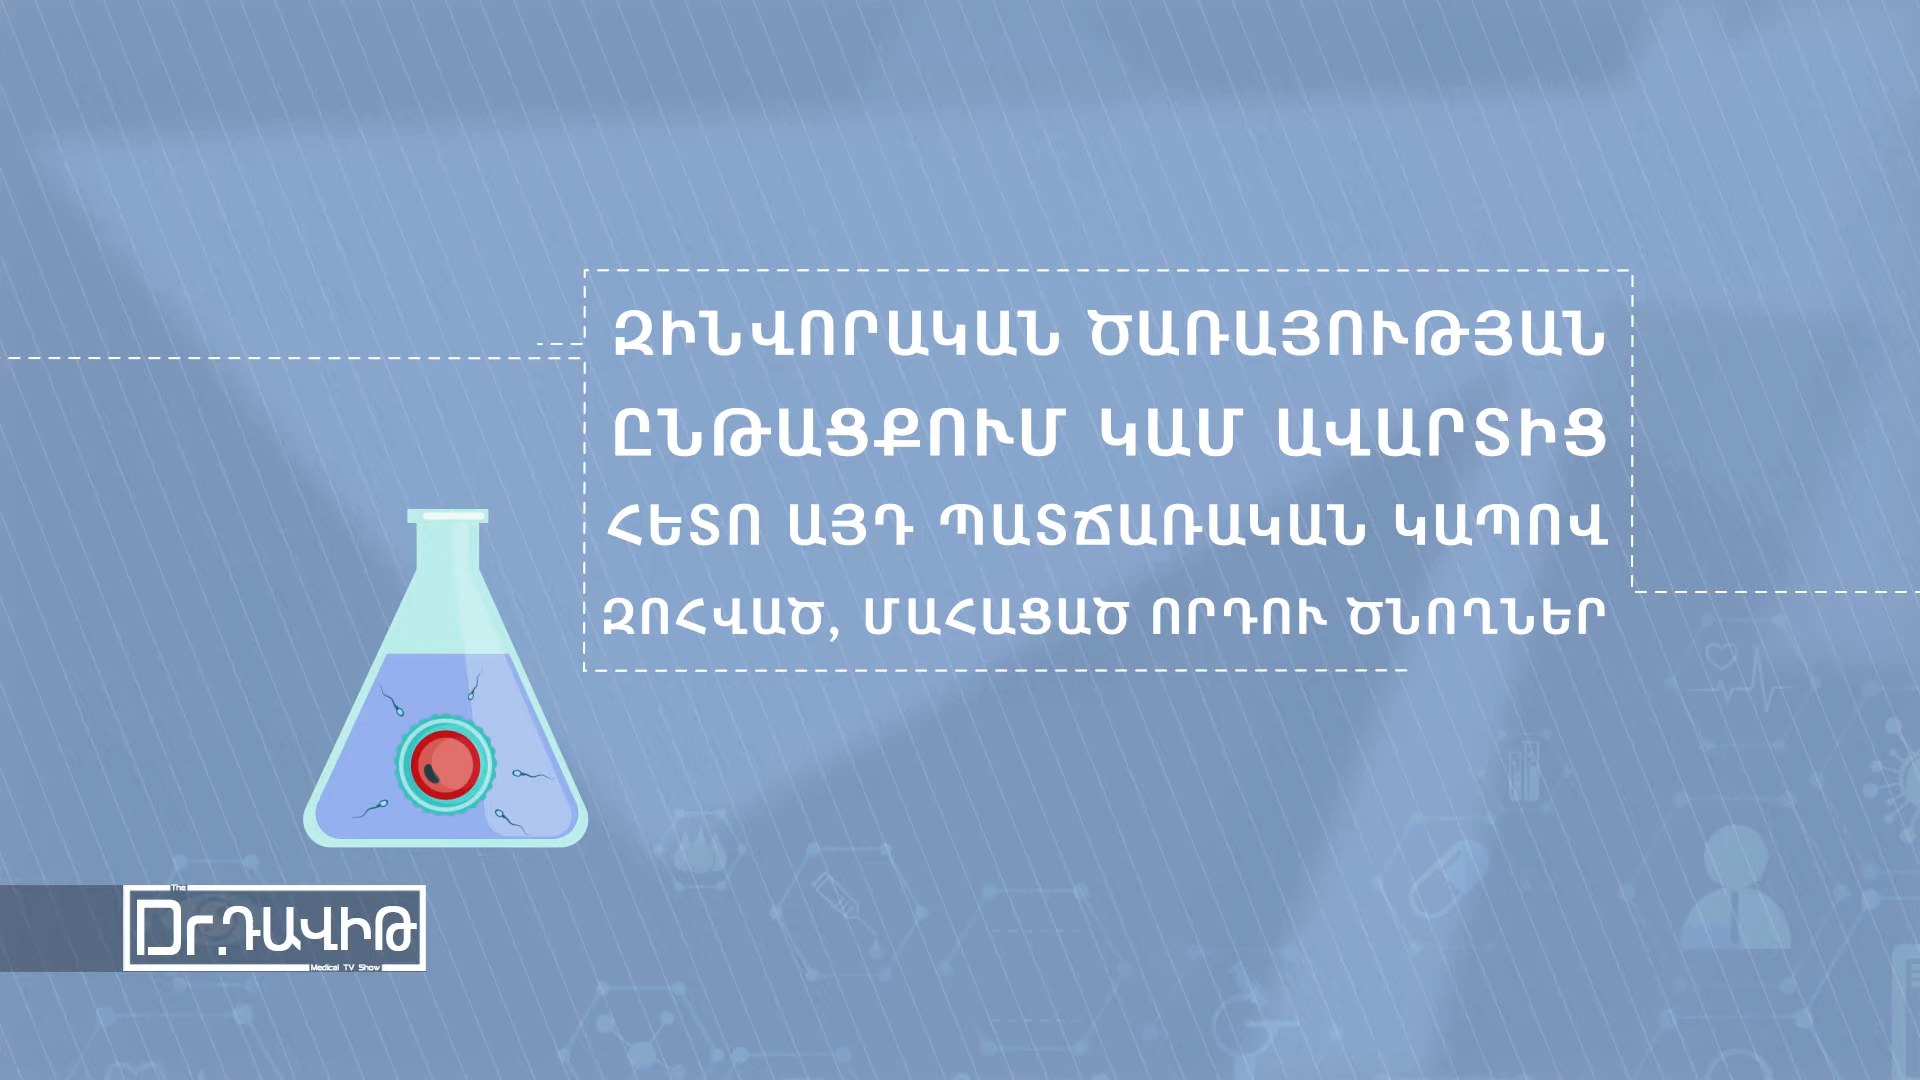 ԶԻՆՎՈՐԱԿԱՆ ԾԱՌԱՅՈՒԹՅԱՆ
ԸՆԹԱՑՔՈՒՄ ԿԱՄ ԱՎԱՐՏԻՑ
ՀԵՏՈ ԱՅԴ ՊԱՏՃԱՌԱԿԱՆ ԿԱՊՈՎ
ԶՈՀՎԱԾ, ՄԱՀԱՑԱԾ ՈՐԴՈՒ ԾՆՈՂՆԵՐ
The
Dr.ԴԱՎԻԹ
Medical TV Show